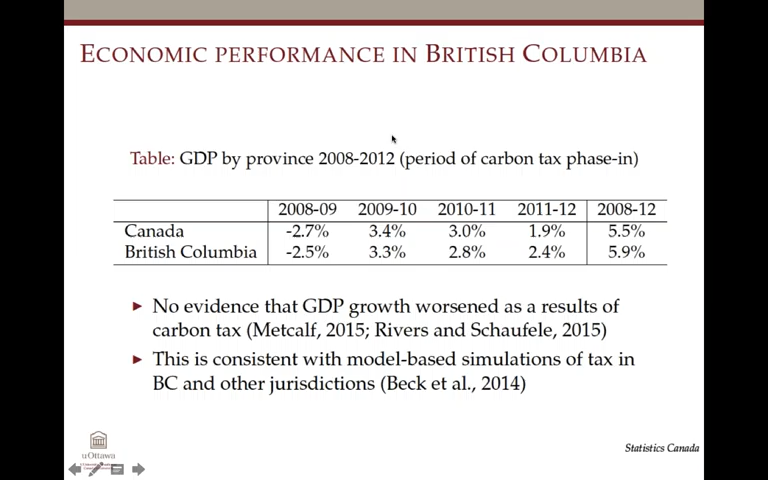 ECONOMIC PERFORMANCE IN BRITISH COLUMBIA
Table: GDP by province 2008-2012 (period of carbon tax phase-in)
2008-09 2009-10 2010-11 2011-12 2008-12
Canada -2.7% 3.4% 3.0% 1.9% 5.5%
British Columbia -2.5% 3.3% 2.8% 2.4% 5.9%
No evidence that GDP growth worsened as a results of
carbon tax (Metcalf, 2015; Rivers and Schaufele, 2015)
This is consistent with model-based simulations of tax in
BC and other jurisdictions (Beck et al., 2014)
Statistics Canada
uOttawa